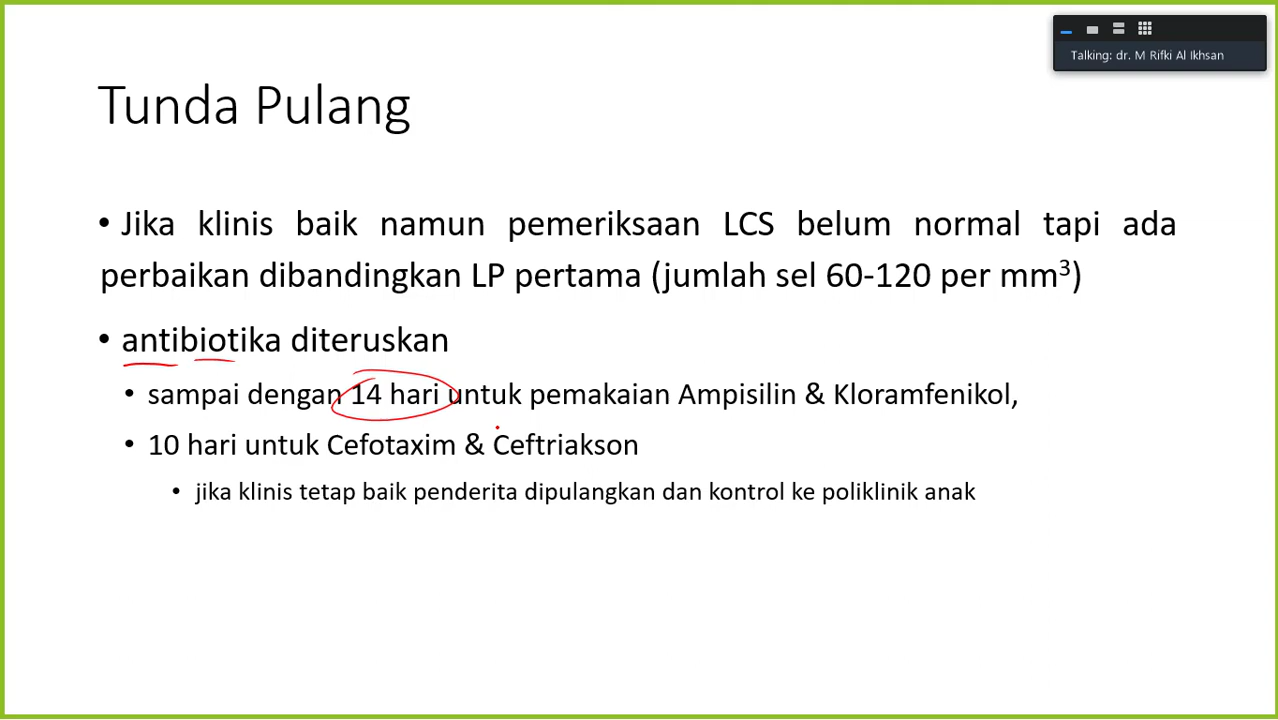 Talking: dr. M Rifki Al Ikhsan
Tunda Pulang
• Jika klinis baik namun pemeriksaan LCS belum normal tapi ada
perbaikan dibandingkan LP pertama (jumlah sel 60-120 per mm³)
• antibiotika diteruskan
• sampai dengan 14 hari untuk pemakaian Ampisilin & Kloramfenikol,
• 10 hari untuk Cefotaxim & Ceftriakson
• jika klinis tetap baik penderita dipulangkan dan kontrol ke poliklinik anak